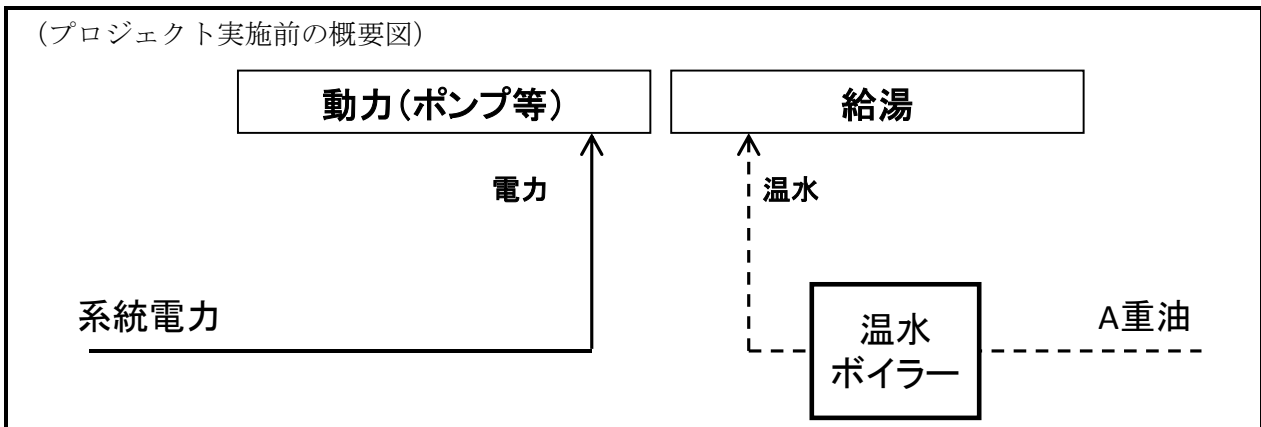 （プロジェクト実施前の概要図）
動力（ポンプ等）
給湯
電力
温水
系統電力
温水
ボイラー
A重油